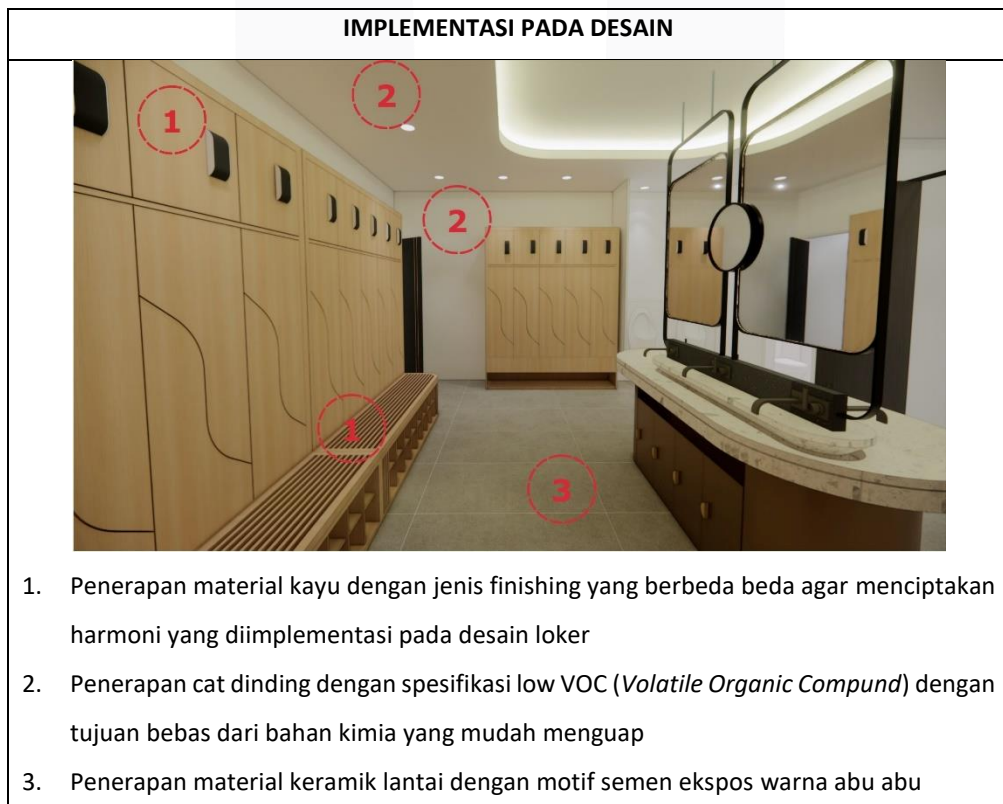 IMPLEMENTASI PADA DESAIN
2
1
2
1
3
1. Penerapan material kayu dengan jenis finishing yang berbeda beda agar menciptakan
harmoni yang diimplementasi pada desain loker
2. Penerapan cat dinding dengan spesifikasi low VOC (Volatile Organic Compund) dengan
tujuan bebas dari bahan kimia yang mudah menguap
3. Penerapan material keramik lantai dengan motif semen ekspos warna abu abu